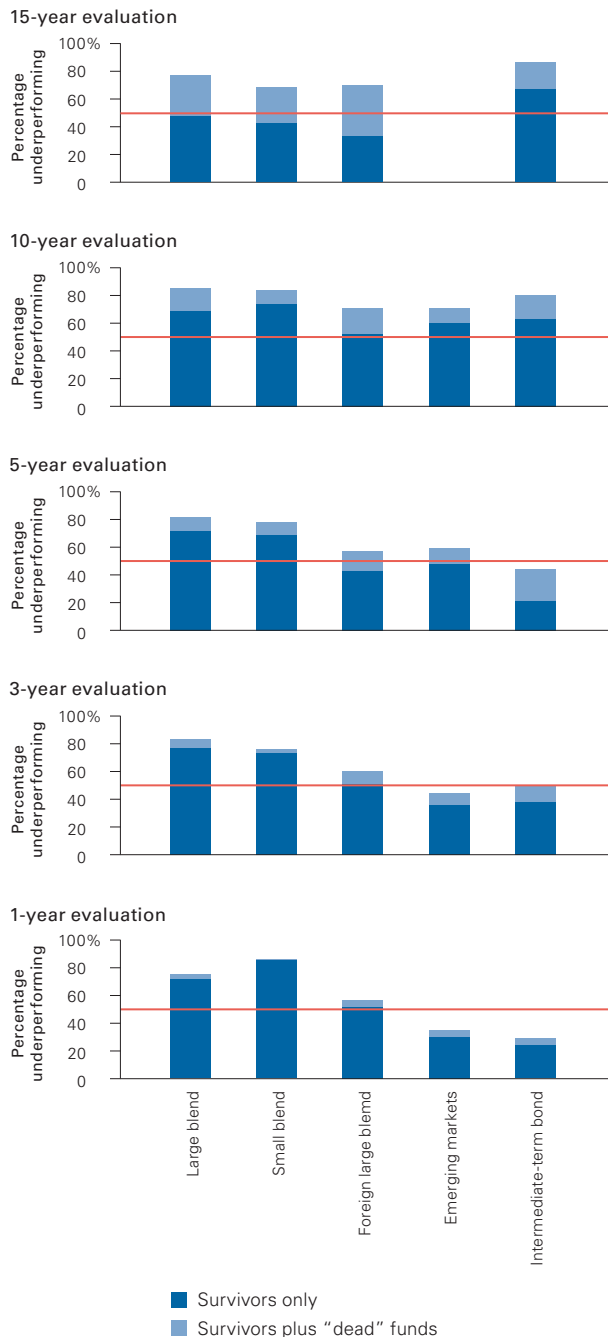 15-year evaluation
Percentage
underperforming
100%
80
60
40
20
0
10-year evaluation
Percentage
underperforming
100%
80
60
40
20
0
5-year evaluation
Percentage
underperforming
100%
80
60
40
20
0
3-year evaluation
Percentage
underperforming
100%
80
60
40
20
0
1-year evaluation
Percentage
underperforming
100%
80
60
40
20
0
Large blend
Small blend
Foreign large blemd
Emerging markets
Intermediate-term bond
Survivors only
Survivors plus “dead” funds